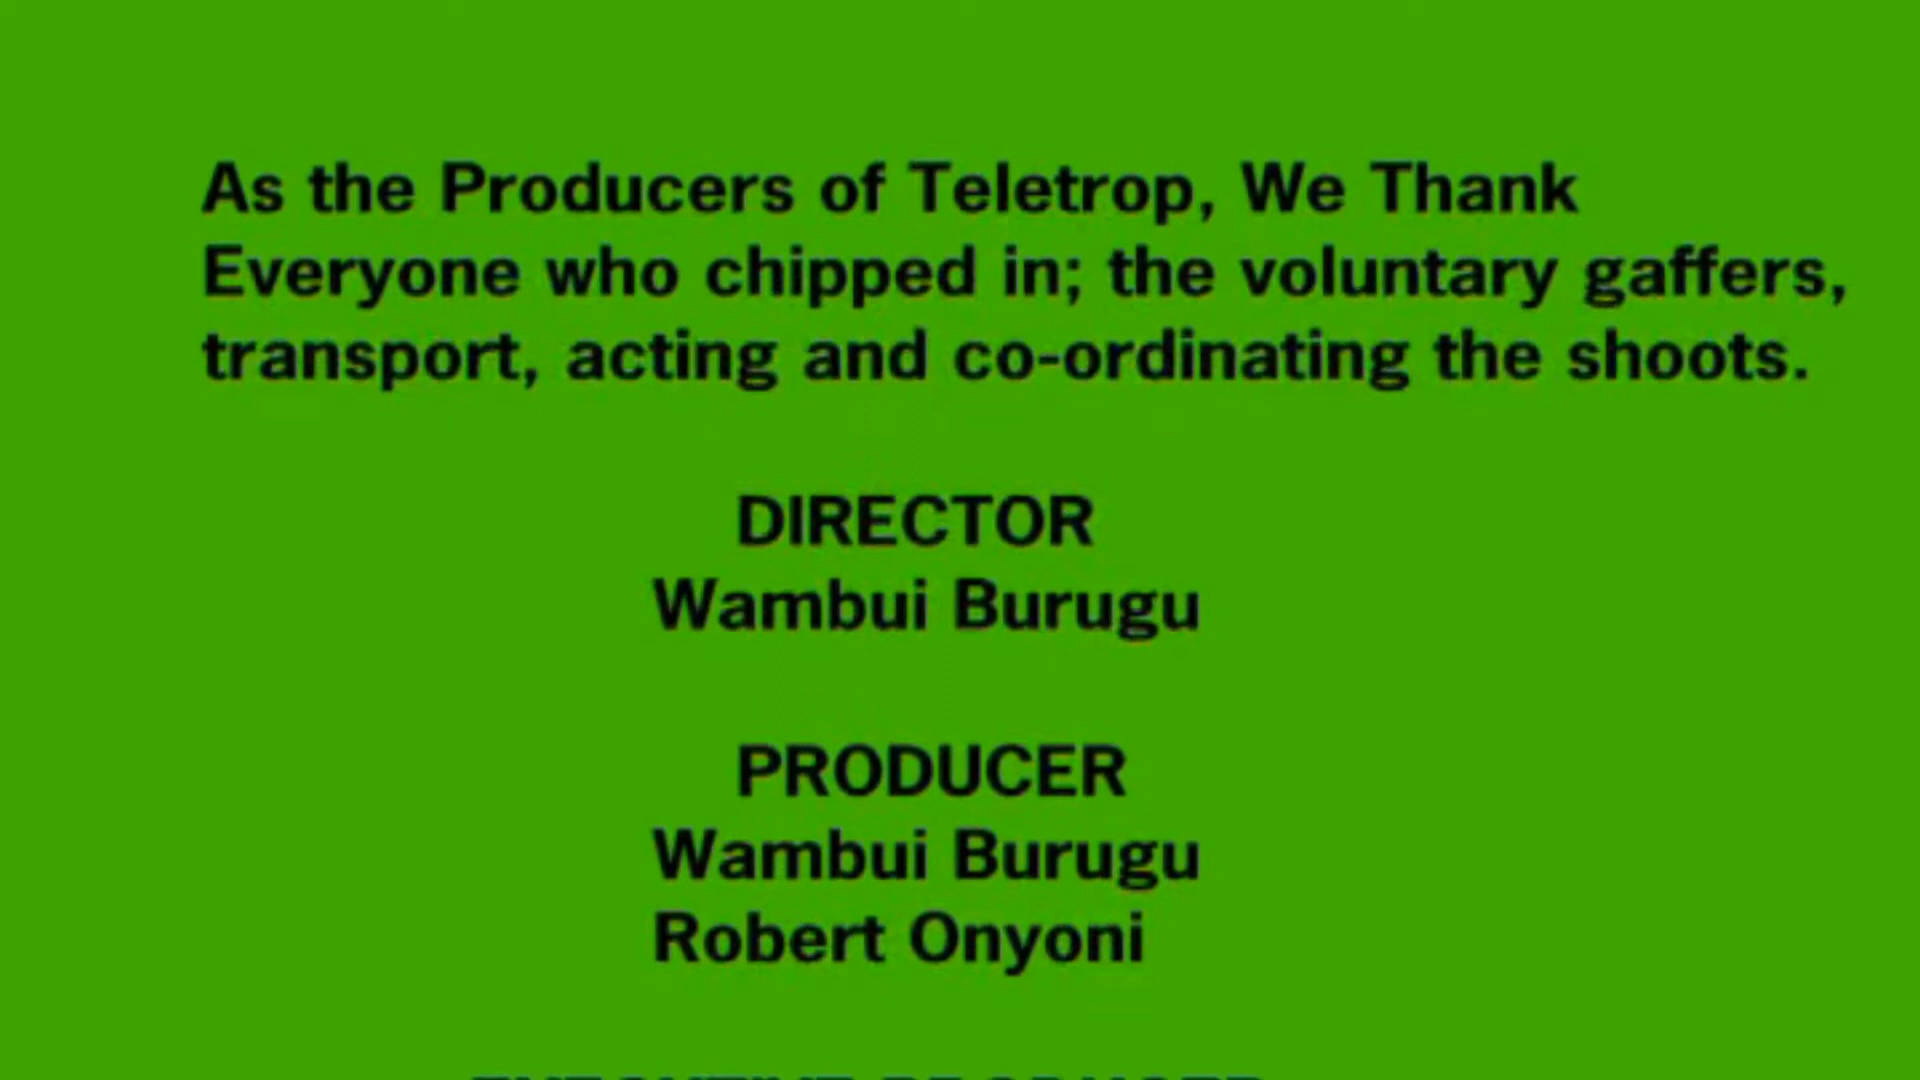 As the Producers of Teletrop, We Thank
Everyone who chipped in; the voluntary gaffers,
transport, acting and co-ordinating the shoots.
DIRECTOR
Wambui Burugu
PRODUCER
Wambui Burugu
Robert Onyoni